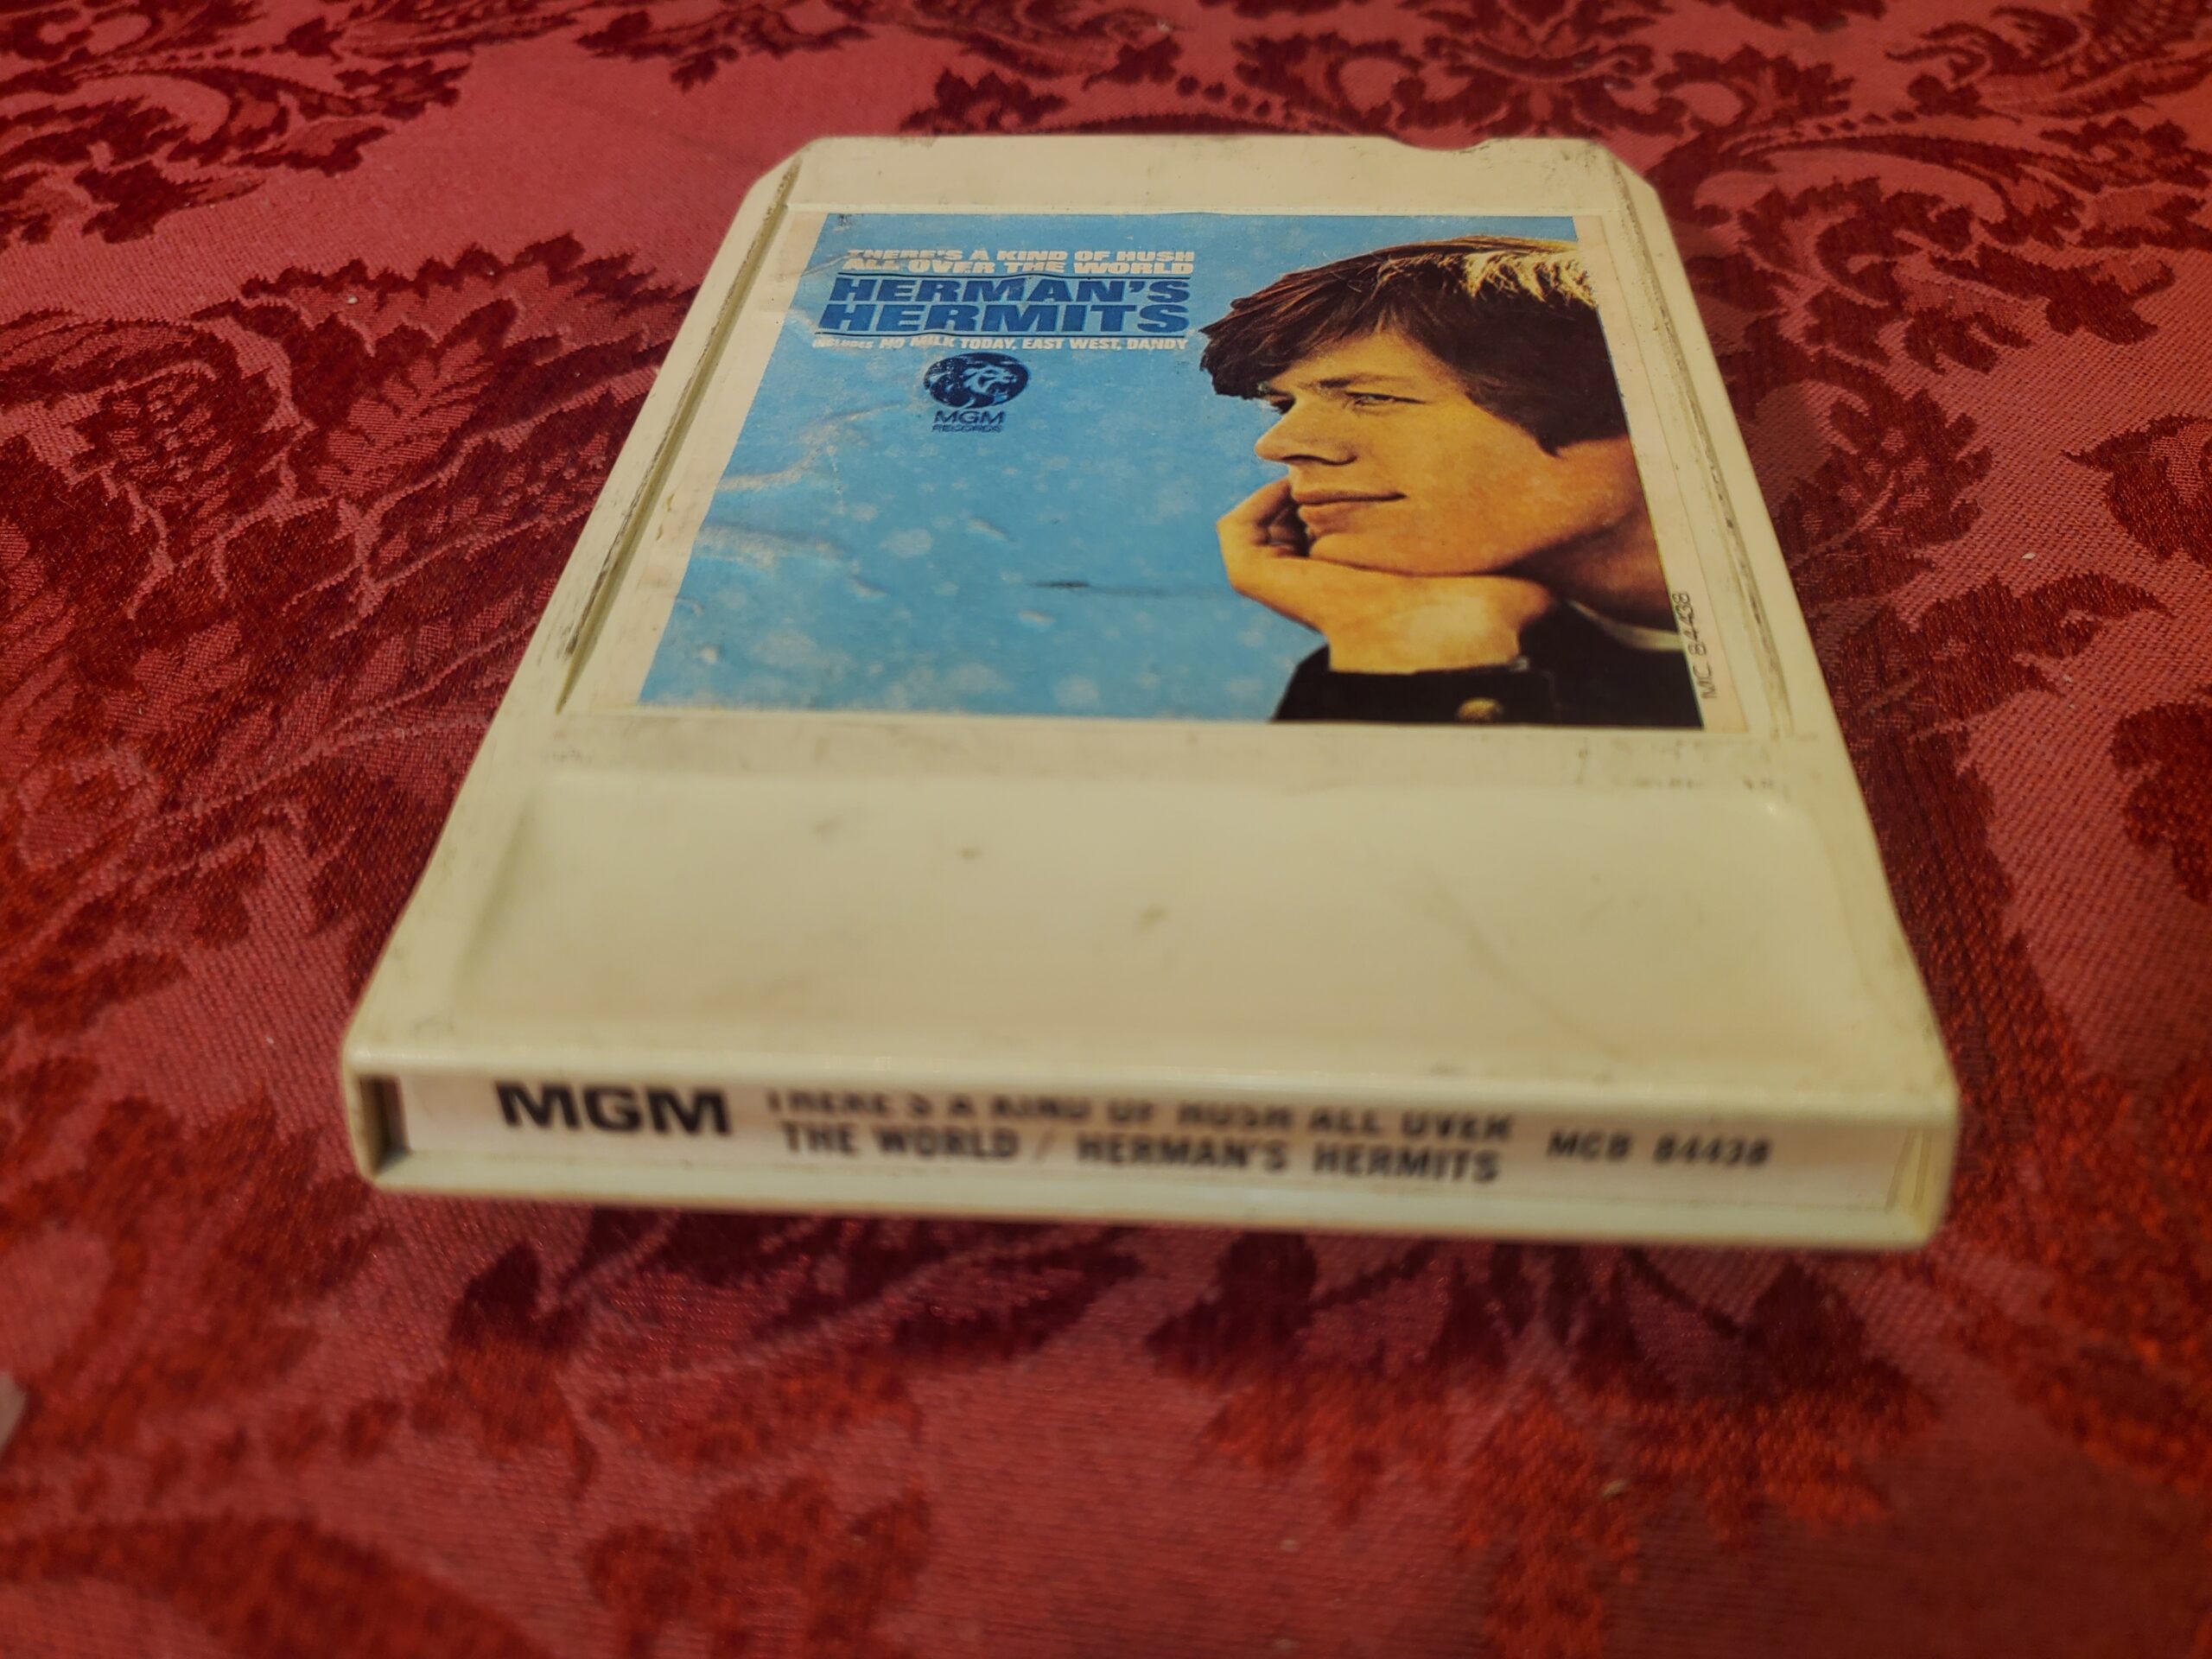 THERE'S A KIND OF HUSH
ALL OVER THE WORLD
HERMAN'S
HERMITS
INCLUDES NO MILK TODAY, EAST WEST, DANDY
MGM
RECORDS
MC 84438
MGM
THERE'S A KIND OF HUSH ALL OVER
THE WORLD / HERMAN'S HERMITS
MC8 84438